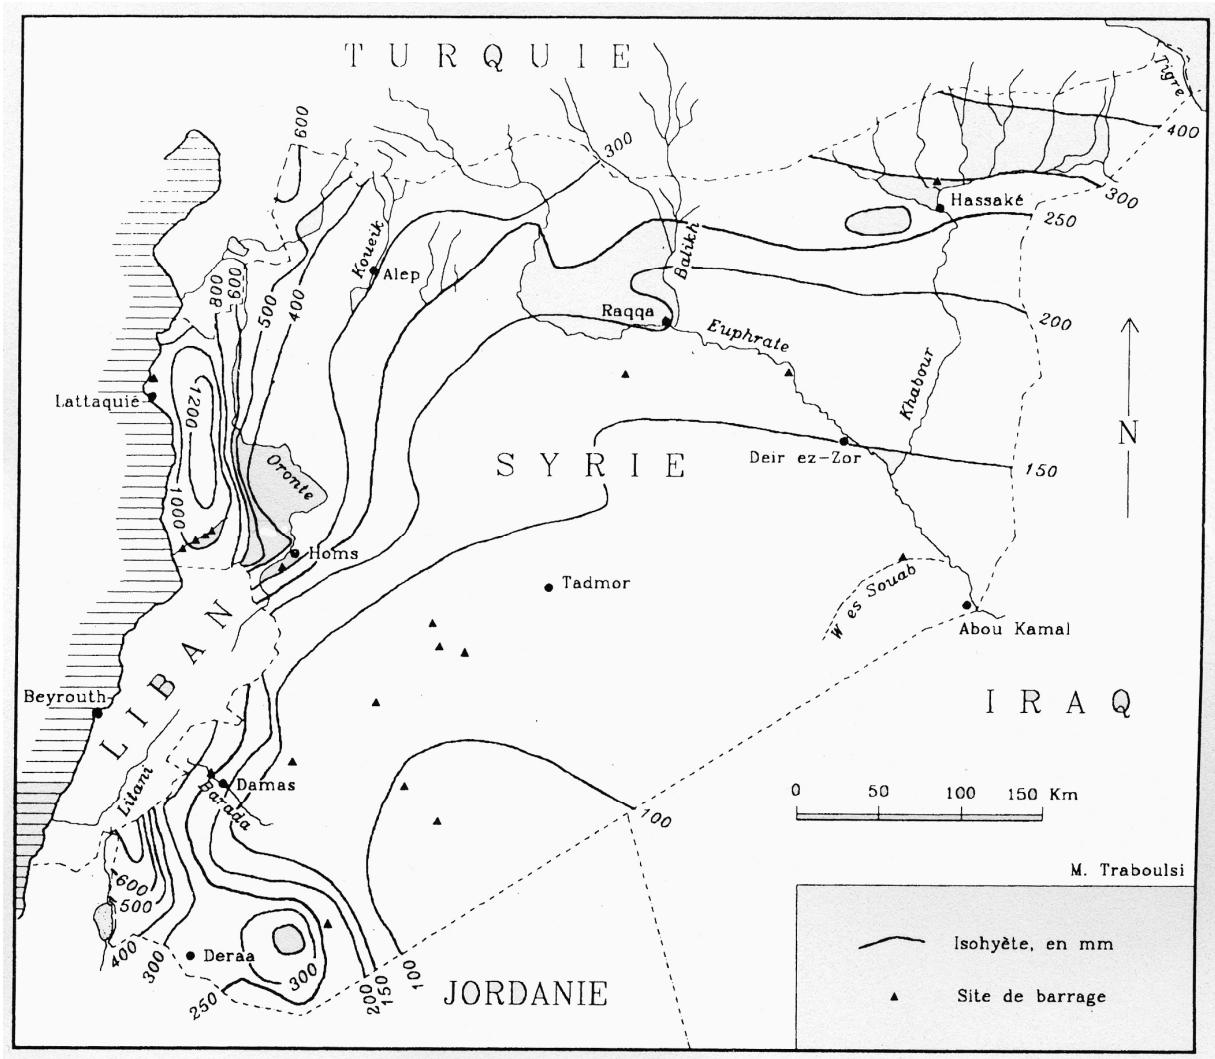 TURQUIE
Tigre
600
300
400
Hassaké
300
250
Koueik
Alep
Balikh
800
600
500
400
Raqqa
Euphrate
200
Lattaquié
1200
Khabour
N
SYRIE
Deir ez-Zor
150
Oronte
1000
Homs
Tadmor
W es Souab
Abou Kamal
LIBAN
Beyrouth
IRAQ
Litani
Damas
Barada
0 50 100 150 Km
100
M. Traboulsi
600
500
400
300
Deraa
250
300
200
150
100
JORDANIE
Isohyète, en mm
Site de barrage